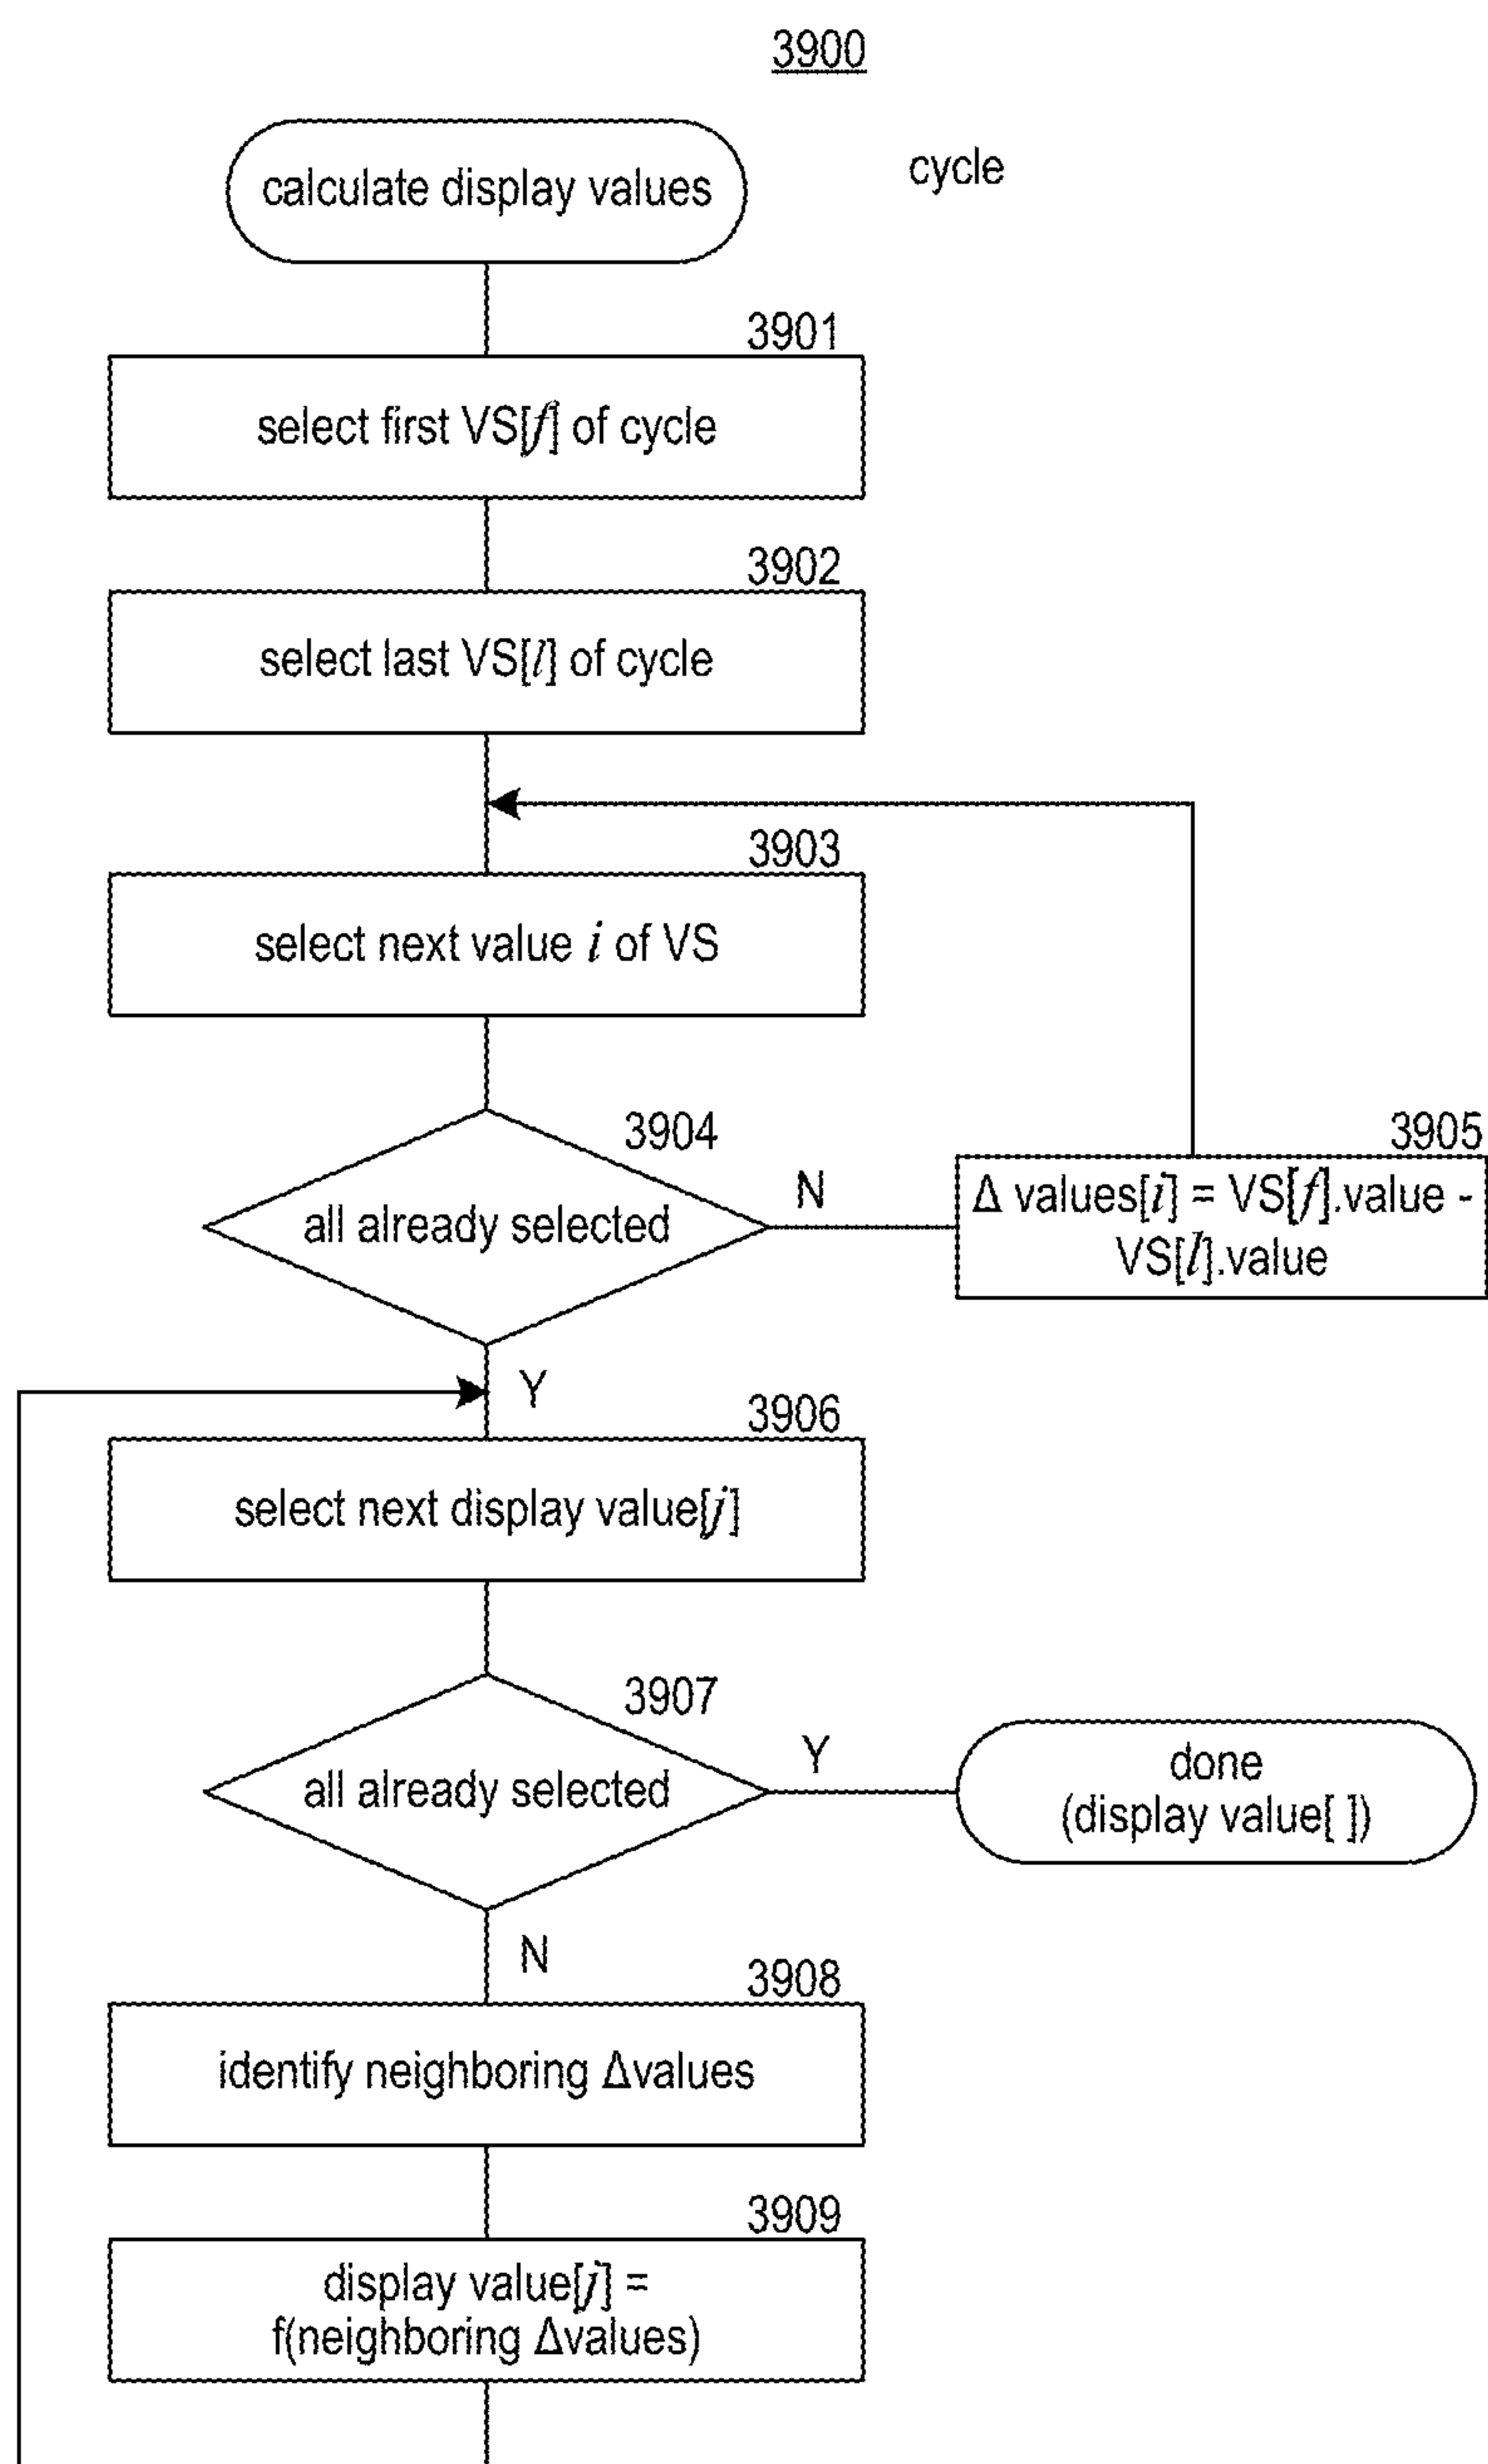 3900
calculate display values
cycle
3901
select first VS[f] of cycle
3902
select last VS[l] of cycle
3903
select next value i of VS
3904
all already selected
N
3905
Δ values[i] = VS[f].value -
VS[l].value
Y
3906
select next display value[j]
3907
all already selected
Y
done
(display value[ ])
N
3908
identify neighboring Δvalues
3909
display value[j] =
f(neighboring Δvalues)